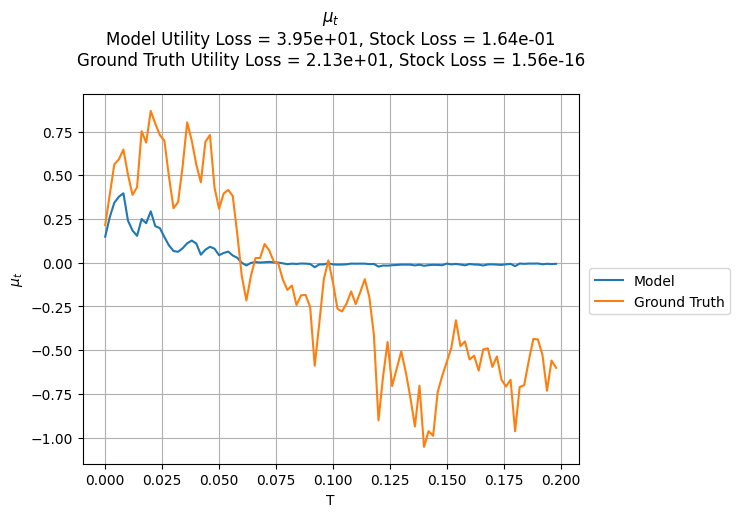 μt
Model Utility Loss = 3.95e+01, Stock Loss = 1.64e-01
Ground Truth Utility Loss = 2.13e+01, Stock Loss = 1.56e-16
0.75
0.50
0.25
0.00
−0.25
−0.50
−0.75
−1.00
μt
0.000
0.025
0.050
0.075
0.100
0.125
0.150
0.175
0.200
T
Model
Ground Truth